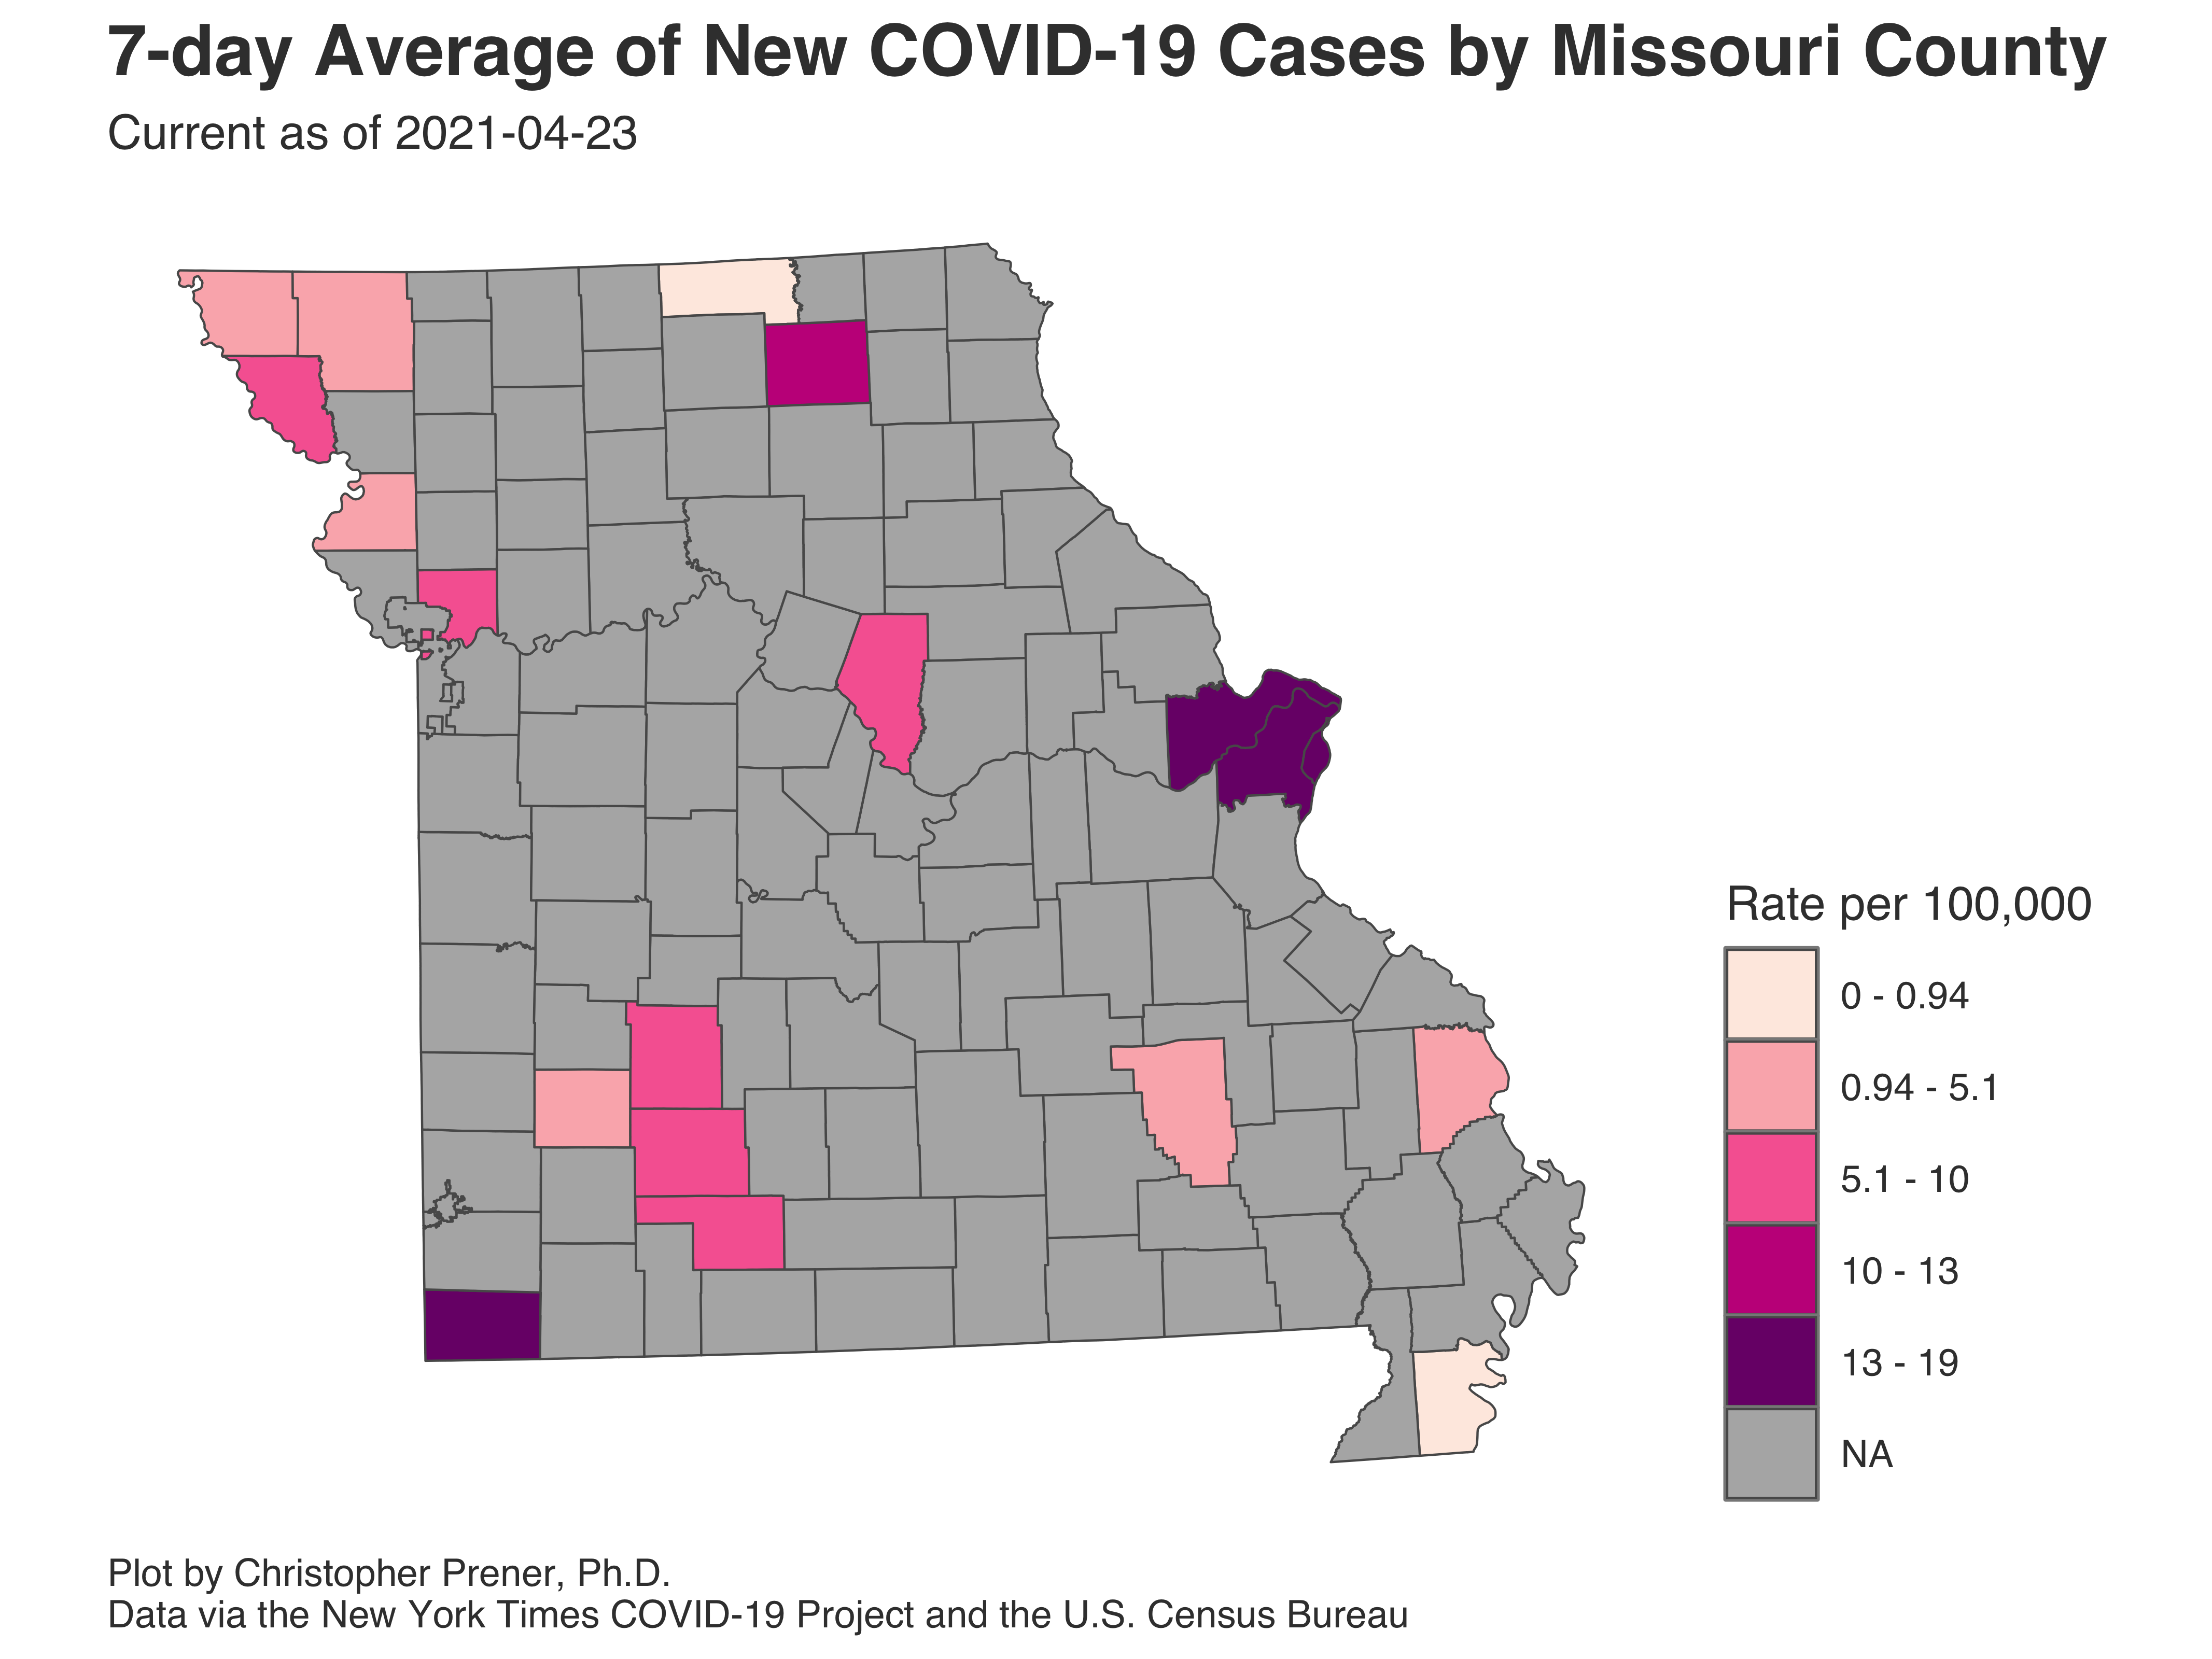 7-day Average of New COVID-19 Cases by Missouri County
Current as of 2021-04-23
Rate per 100,000
0 - 0.94
0.94 - 5.1
5.1 - 10
10 - 13
13 - 19
NA
Plot by Christopher Prener, Ph.D.
Data via the New York Times COVID-19 Project and the U.S. Census Bureau